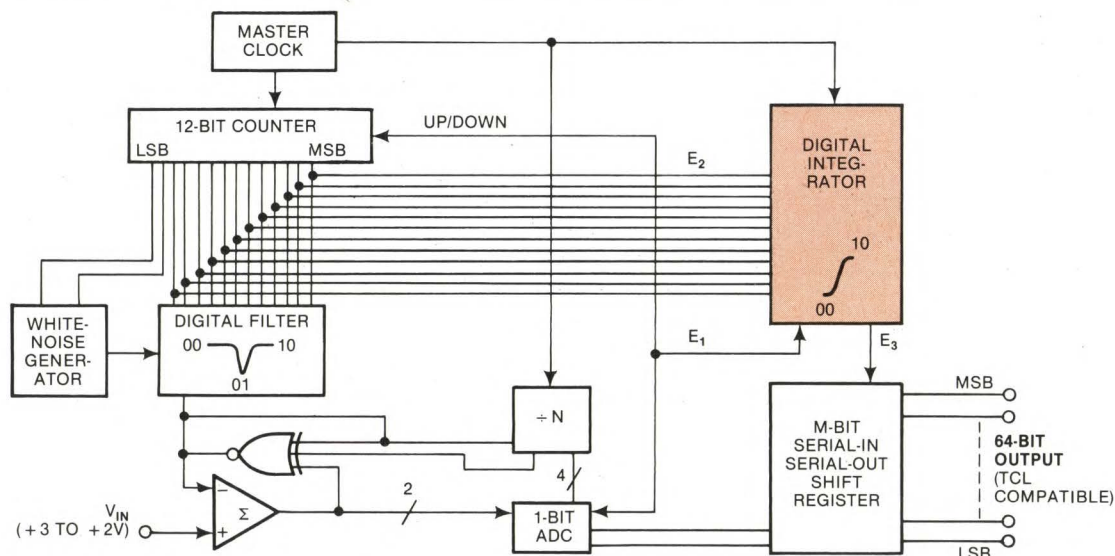 MASTER
CLOCK
12-BIT COUNTER
LSB
MSB
UP/DOWN
E2
DIGITAL
INTEG-
RATOR
10
00
WHITE-
NOISE
GENER-
ATOR
DIGITAL FILTER
00
10
01
E1
E3
÷ N
M-BIT
SERIAL-IN
SERIAL-OUT
SHIFT
REGISTER
MSB
64-BIT
OUTPUT
(TCL
COMPATIBLE)
LSB
4
2
1-BIT
ADC
−
Σ
+
VIN
(+3 TO +2V)